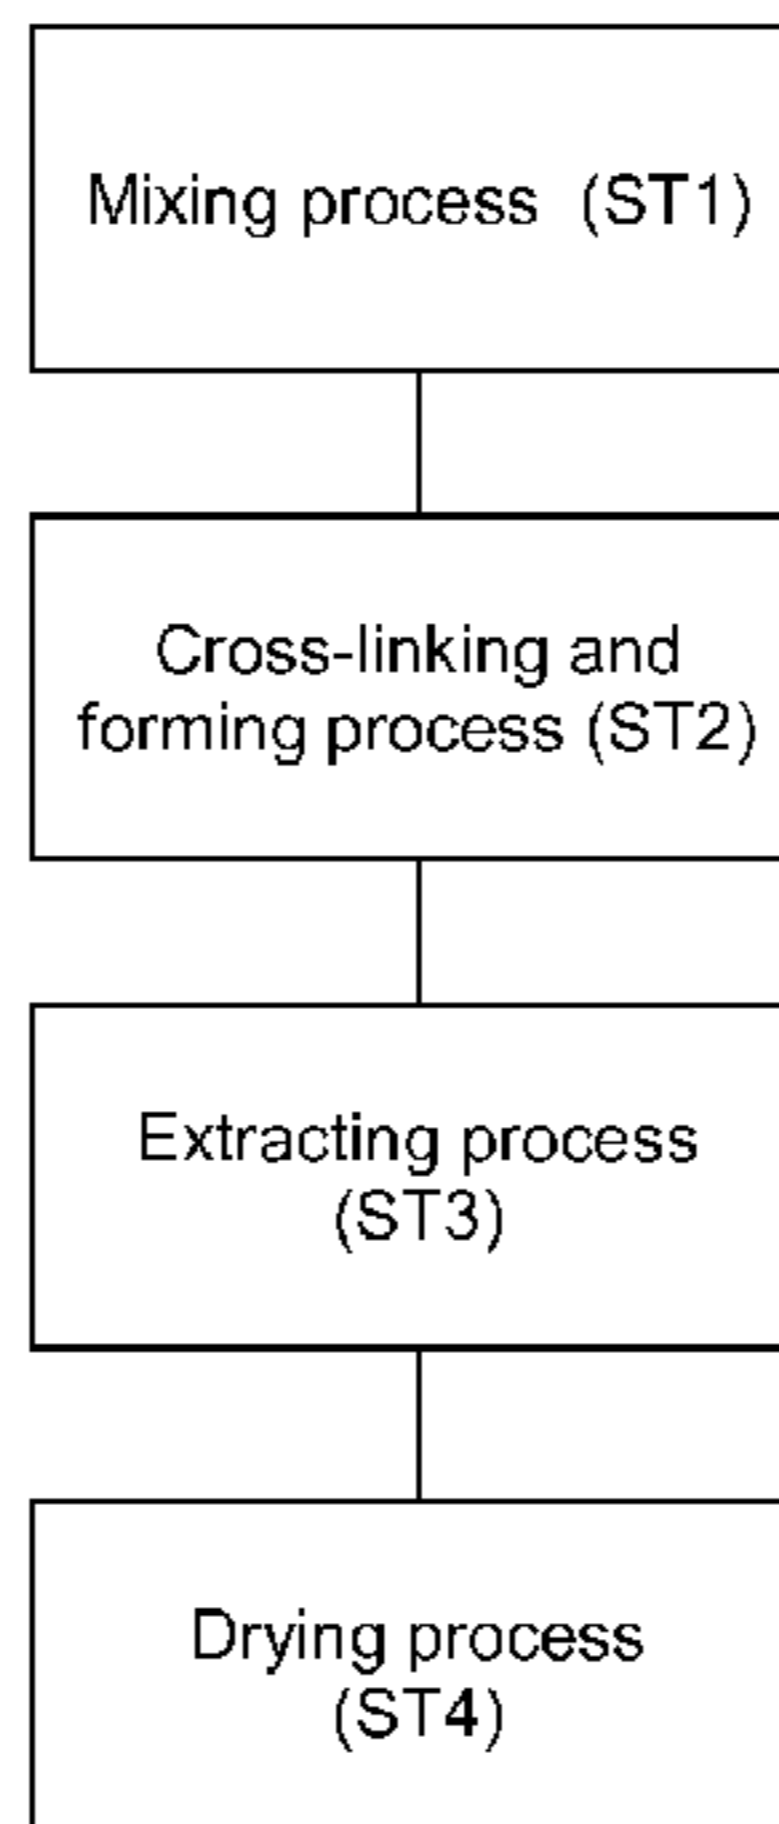 Mixing process (ST1)
Cross-linking and
forming process (ST2)
Extracting process
(ST3)
Drying process
(ST4)